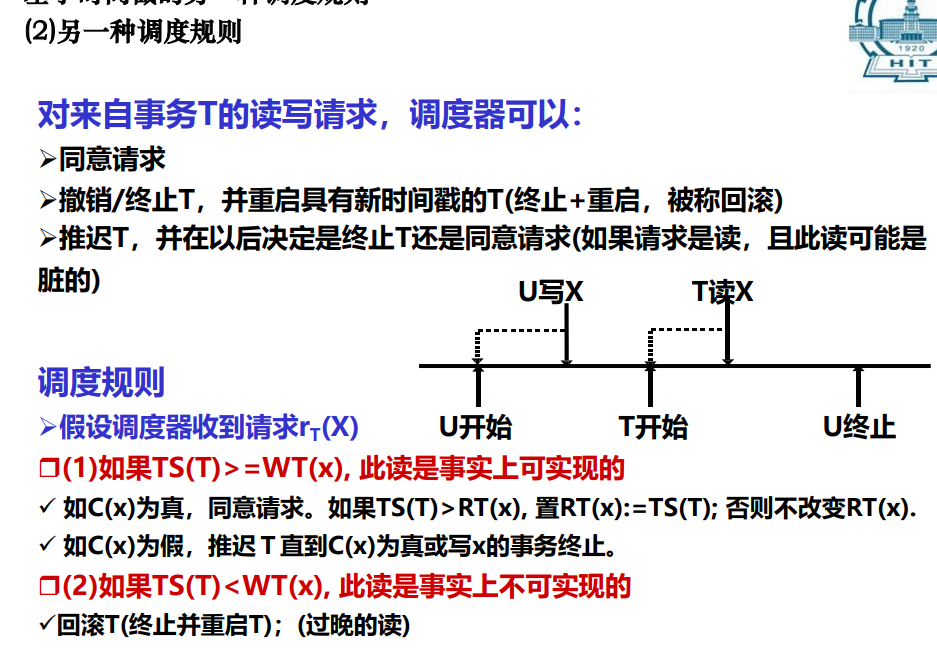 (2)另一种调度规则
1920
HIT
对来自事务T的读写请求，调度器可以：
➢同意请求
➢撤销/终止T，并重启具有新时间戳的T(终止+重启，被称回滚)
➢推迟T，并在以后决定是终止T还是同意请求(如果请求是读，且此读可能是
脏的)
U写X T读X
调度规则
➢假设调度器收到请求rT(X)
U开始 T开始 U终止
❒(1)如果TS(T)>=WT(x), 此读是事实上可实现的
✓ 如C(x)为真，同意请求。如果TS(T)>RT(x), 置RT(x):=TS(T); 否则不改变RT(x).
✓ 如C(x)为假，推迟T直到C(x)为真或写x的事务终止。
❒(2)如果TS(T)<WT(x), 此读是事实上不可实现的
✓回滚T(终止并重启T)；(过晚的读)